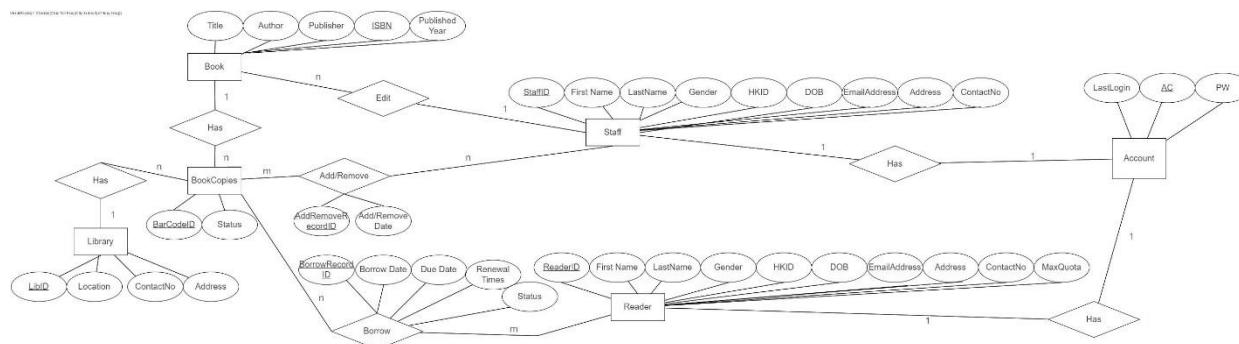 Title
Author
Publisher
ISBN
Published
Year
Book
n
Edit
1
1
Has
n
StaffID
First Name
LastName
Gender
HKID
DOB
EmailAddress
Address
ContactNo
Staff
LastLogin
AC
PW
Account
1
Has
1
Has
n
BookCopies
m
Add/Remove
n
1
BarCodeID
Status
AddRemoveR
ecordID
Add/Remove
Date
Library
LibID
Location
ContactNo
Address
BorrowRecord
ID
Borrow Date
Due Date
Renewal
Times
Status
n
Borrow
m
ReaderID
First Name
LastName
Gender
HKID
DOB
EmailAddress
Address
ContactNo
MaxQuota
Reader
1
Has
1